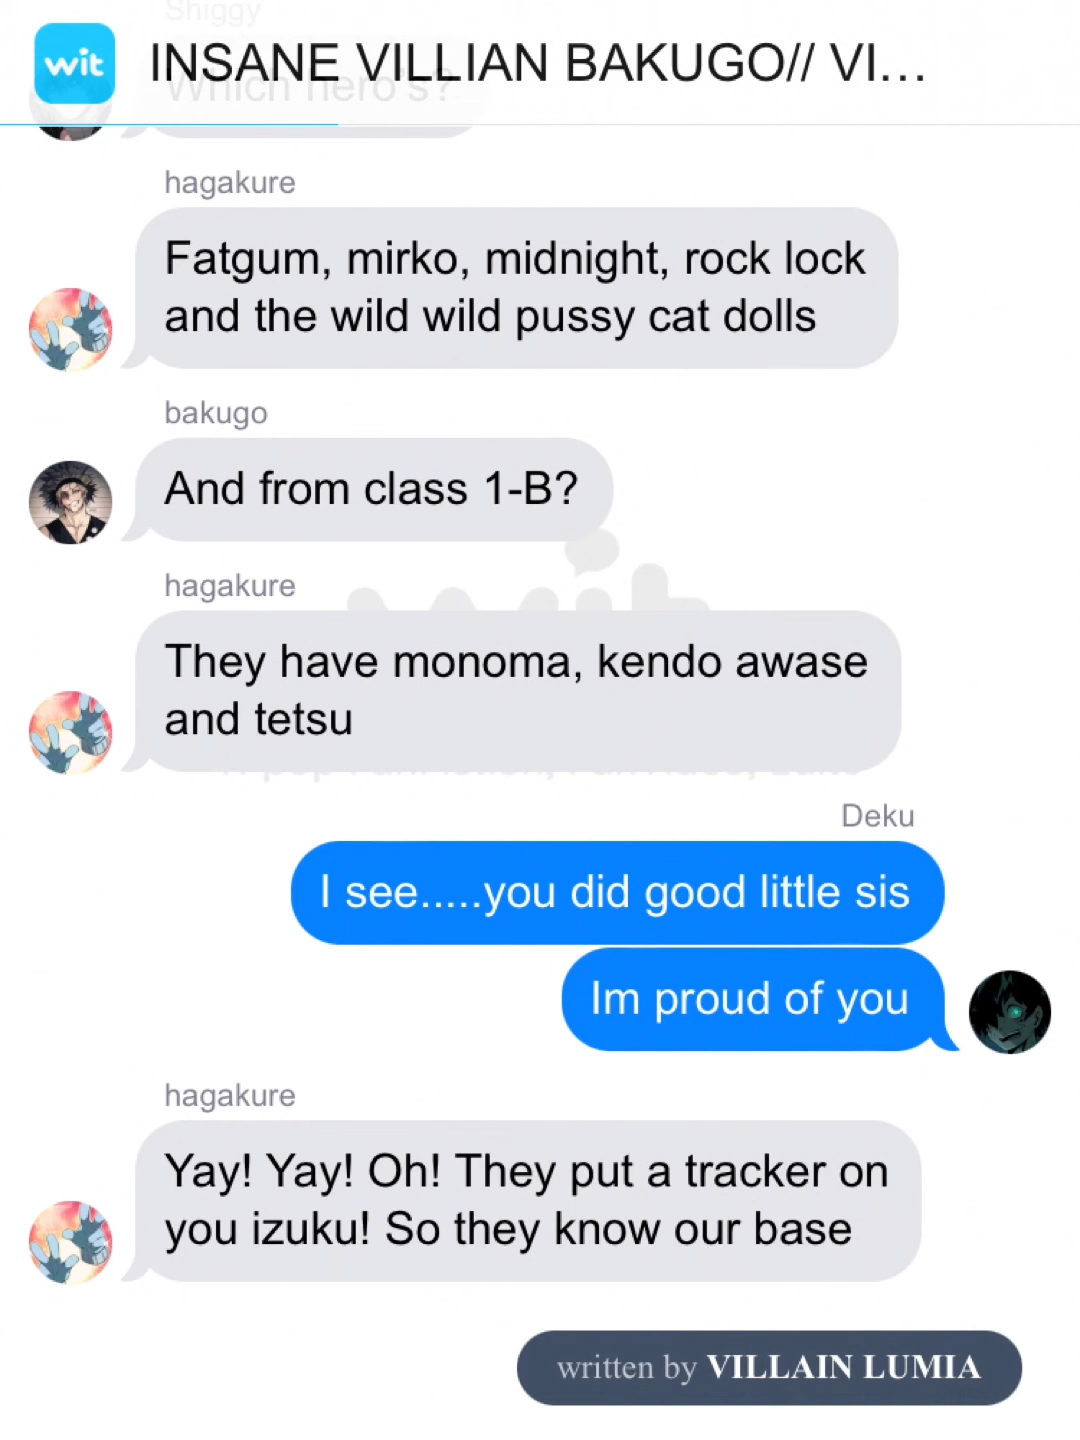 Shiggy
wit
INSANE VILLIAN BAKUGO// VI...
Which hero's?
hagakure
Fatgum, mirko, midnight, rock lock
and the wild wild pussy cat dolls
bakugo
And from class 1-B?
hagakure
They have monoma, kendo awase
and tetsu
Deku
I see.....you did good little sis
Im proud of you
hagakure
Yay! Yay! Oh! They put a tracker on
you izuku! So they know our base
written by VILLAIN LUMIA